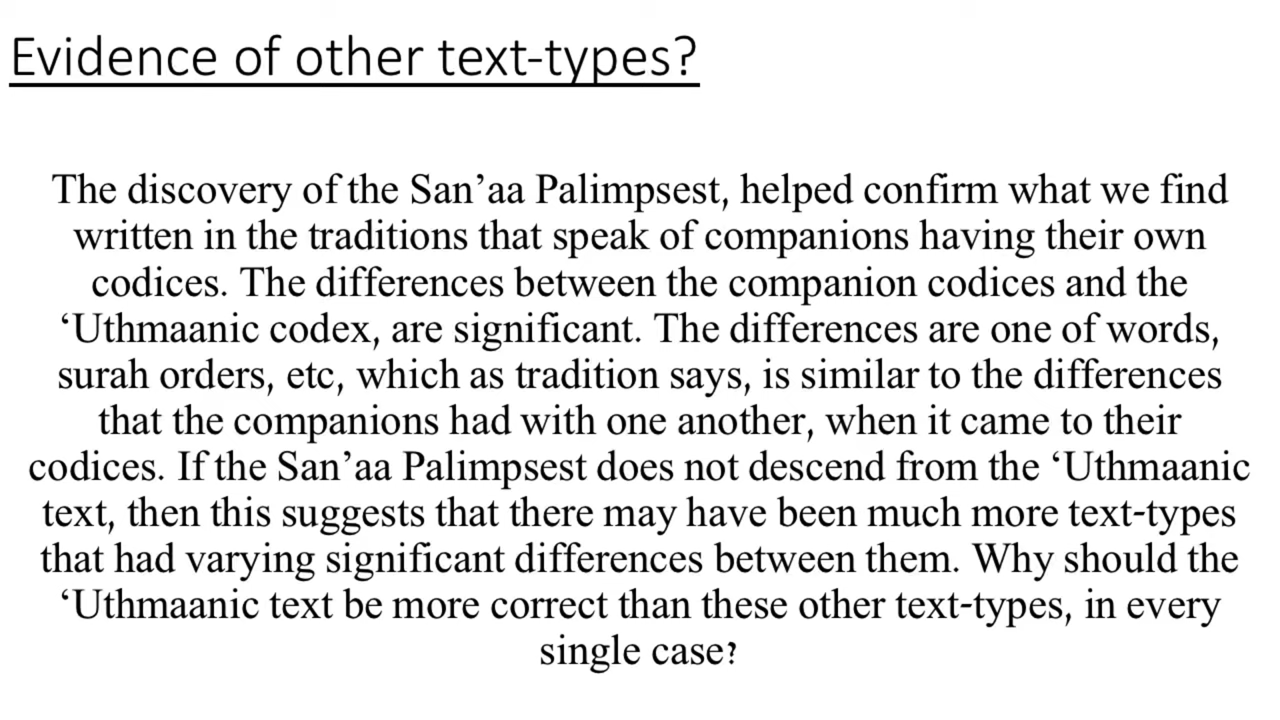 Evidence of other text-types?
The discovery of the San’aa Palimpsest, helped confirm what we find
written in the traditions that speak of companions having their own
codices. The differences between the companion codices and the
‘Uthmaanic codex, are significant. The differences are one of words,
surah orders, etc, which as tradition says, is similar to the differences
that the companions had with one another, when it came to their
codices. If the San’aa Palimpsest does not descend from the ‘Uthmaanic
text, then this suggests that there may have been much more text-types
that had varying significant differences between them. Why should the
‘Uthmaanic text be more correct than these other text-types, in every
single case?